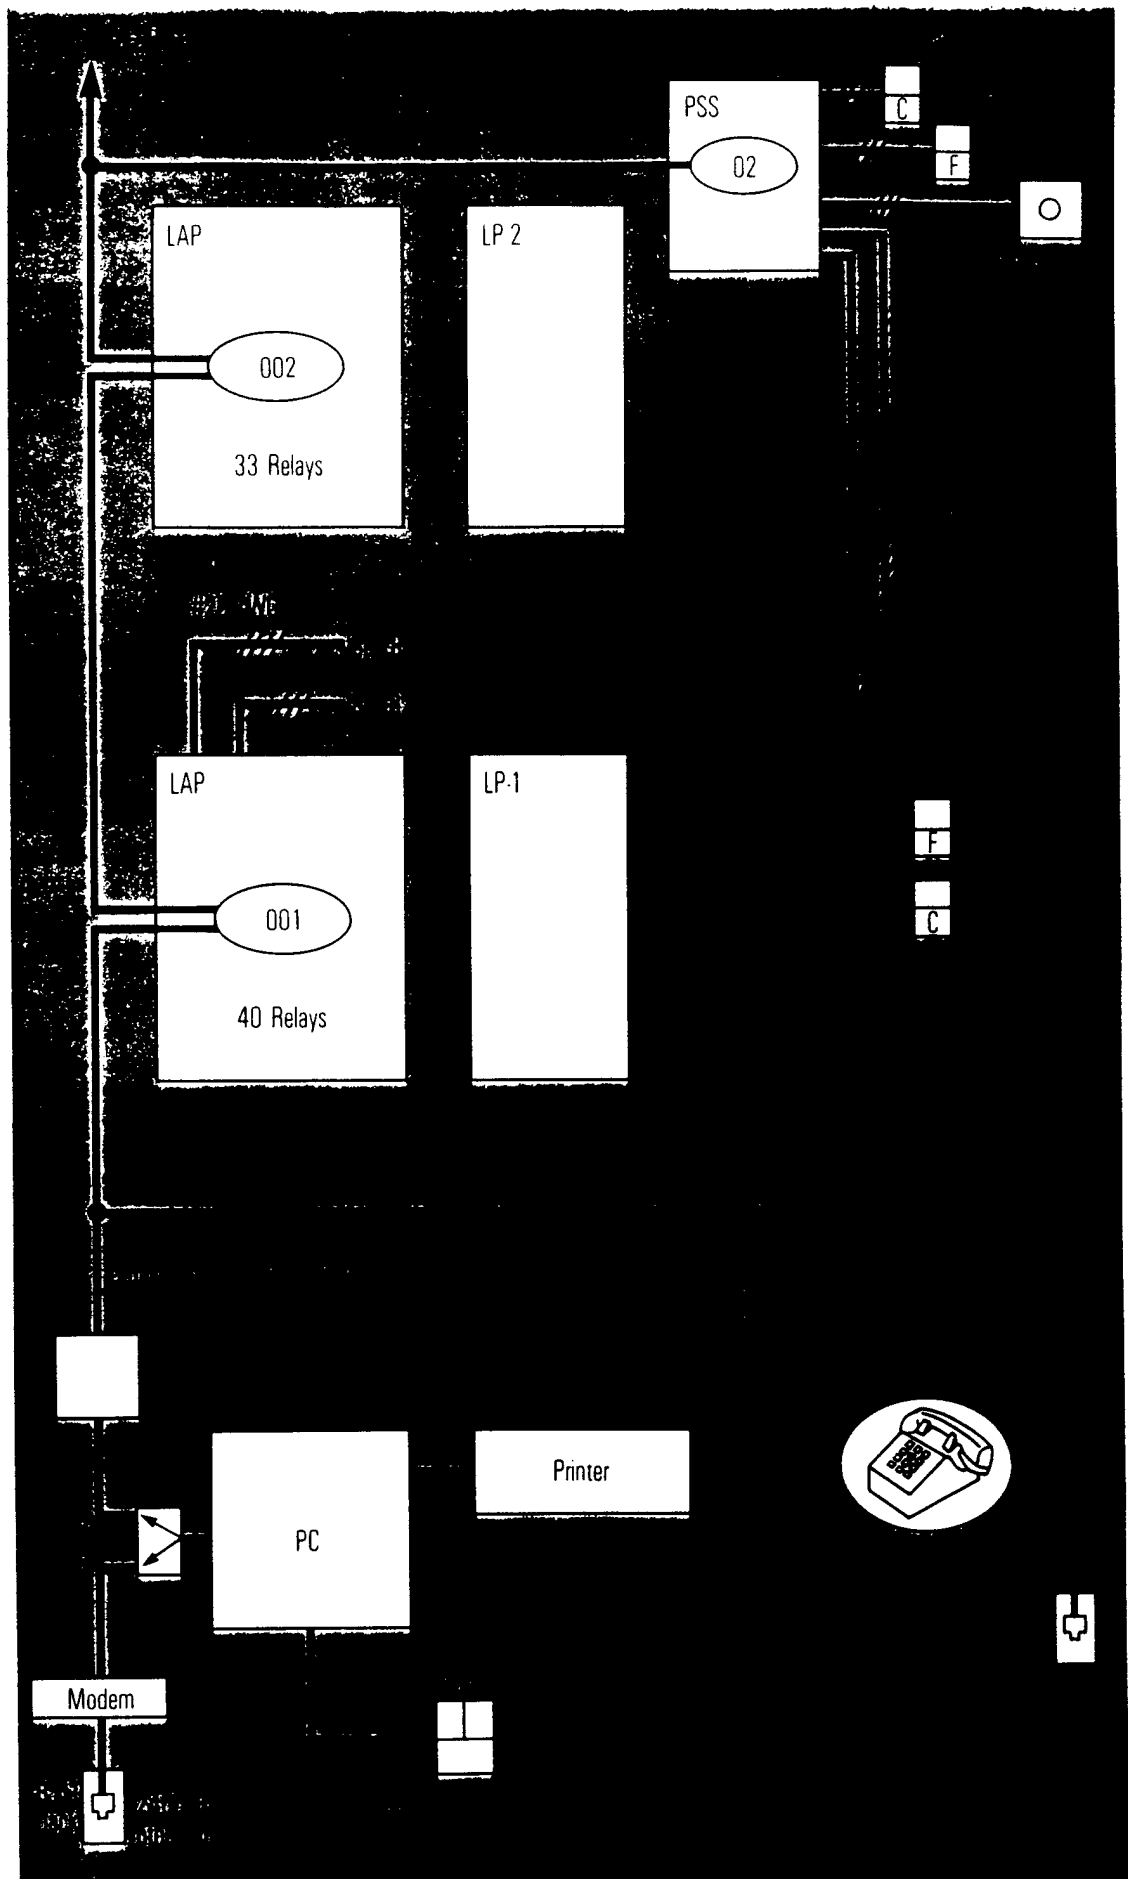 PSS
C
02
F
LAP
LP 2
002
33 Relays
LAP
LP-1
F
001
C
40 Relays
Printer
PC
Modem